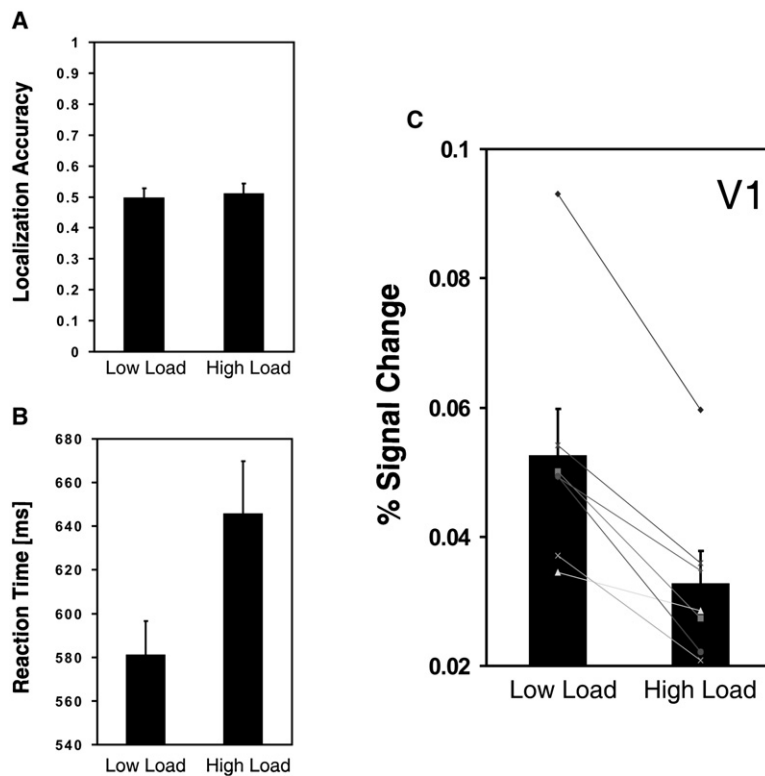 A
Localization Accuracy
1
0.9
0.8
0.7
0.6
0.5
0.4
0.3
0.2
0.1
0
Low Load High Load
B
Reaction Time [ms]
680
660
640
620
600
580
560
540
Low Load High Load
C
V1
% Signal Change
0.1
0.08
0.06
0.04
0.02
Low Load High Load